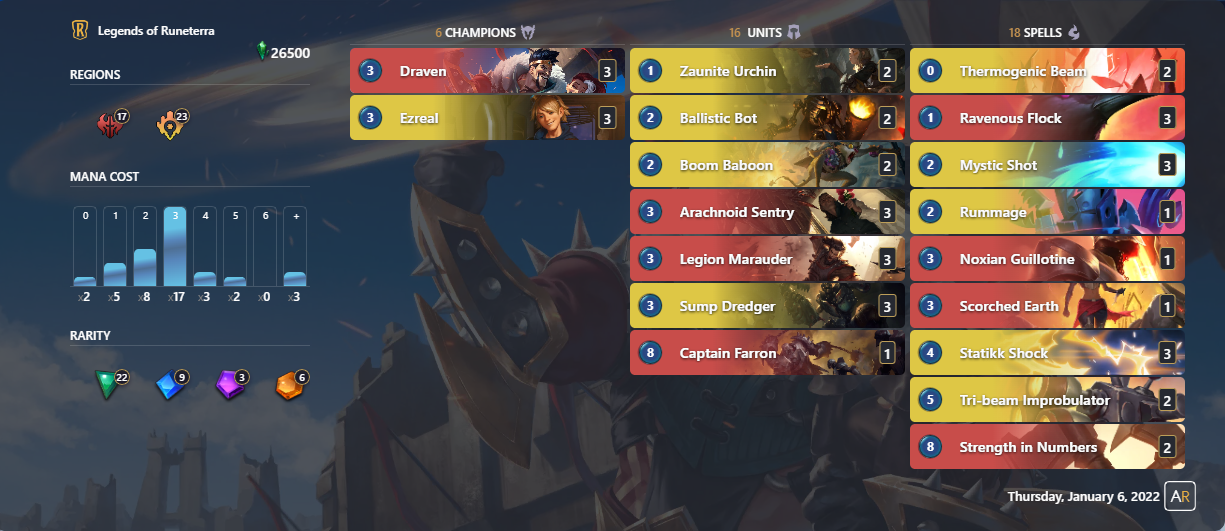 Legends of Runeterra
26500
REGIONS
17
23
MANA COST
0 1 2 3 4 5 6 +
x2 x5 x8 x17 x3 x2 x0 x3
RARITY
22 9 3 6
6 CHAMPIONS
3 Draven 3
3 Ezreal 3
16 UNITS
1 Zaunite Urchin 2
2 Ballistic Bot 2
2 Boom Baboon 2
3 Arachnoid Sentry 3
3 Legion Marauder 3
3 Sump Dredger 3
8 Captain Farron 1
18 SPELLS
0 Thermogenic Beam 2
1 Ravenous Flock 3
2 Mystic Shot 3
2 Rummage 1
3 Noxian Guillotine 1
3 Scorched Earth 1
4 Statikk Shock 3
5 Tri-beam Improbulator 2
8 Strength in Numbers 2
Thursday, January 6, 2022 AR